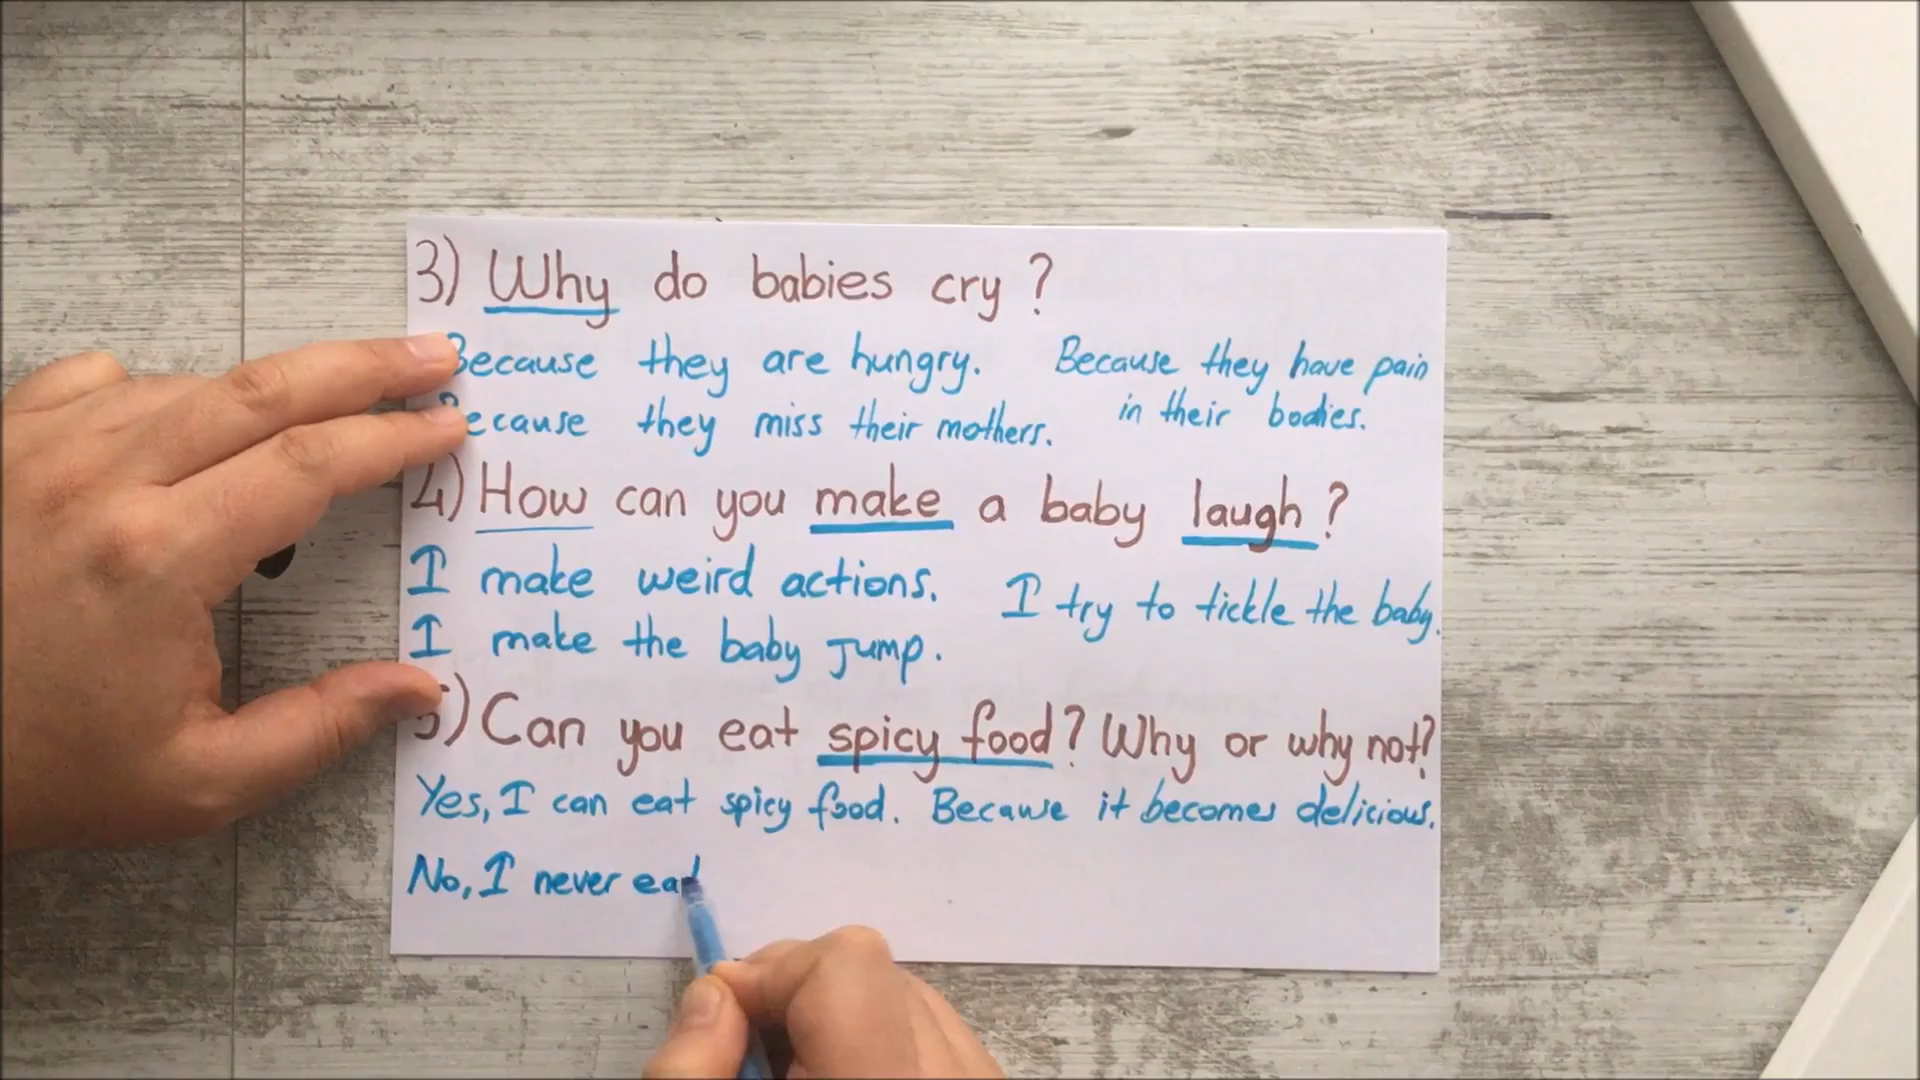 3) Why do babies cry?
Because they are hungry. Because they have pain
in their bodies.
Because they miss their mothers.
4) How can you make a baby laugh?
I make weird actions. I try to tickle the baby.
I make the baby jump.
5) Can you eat spicy food? Why or why not?
Yes, I can eat spicy food. Because it becomes delicious.
No, I never eat